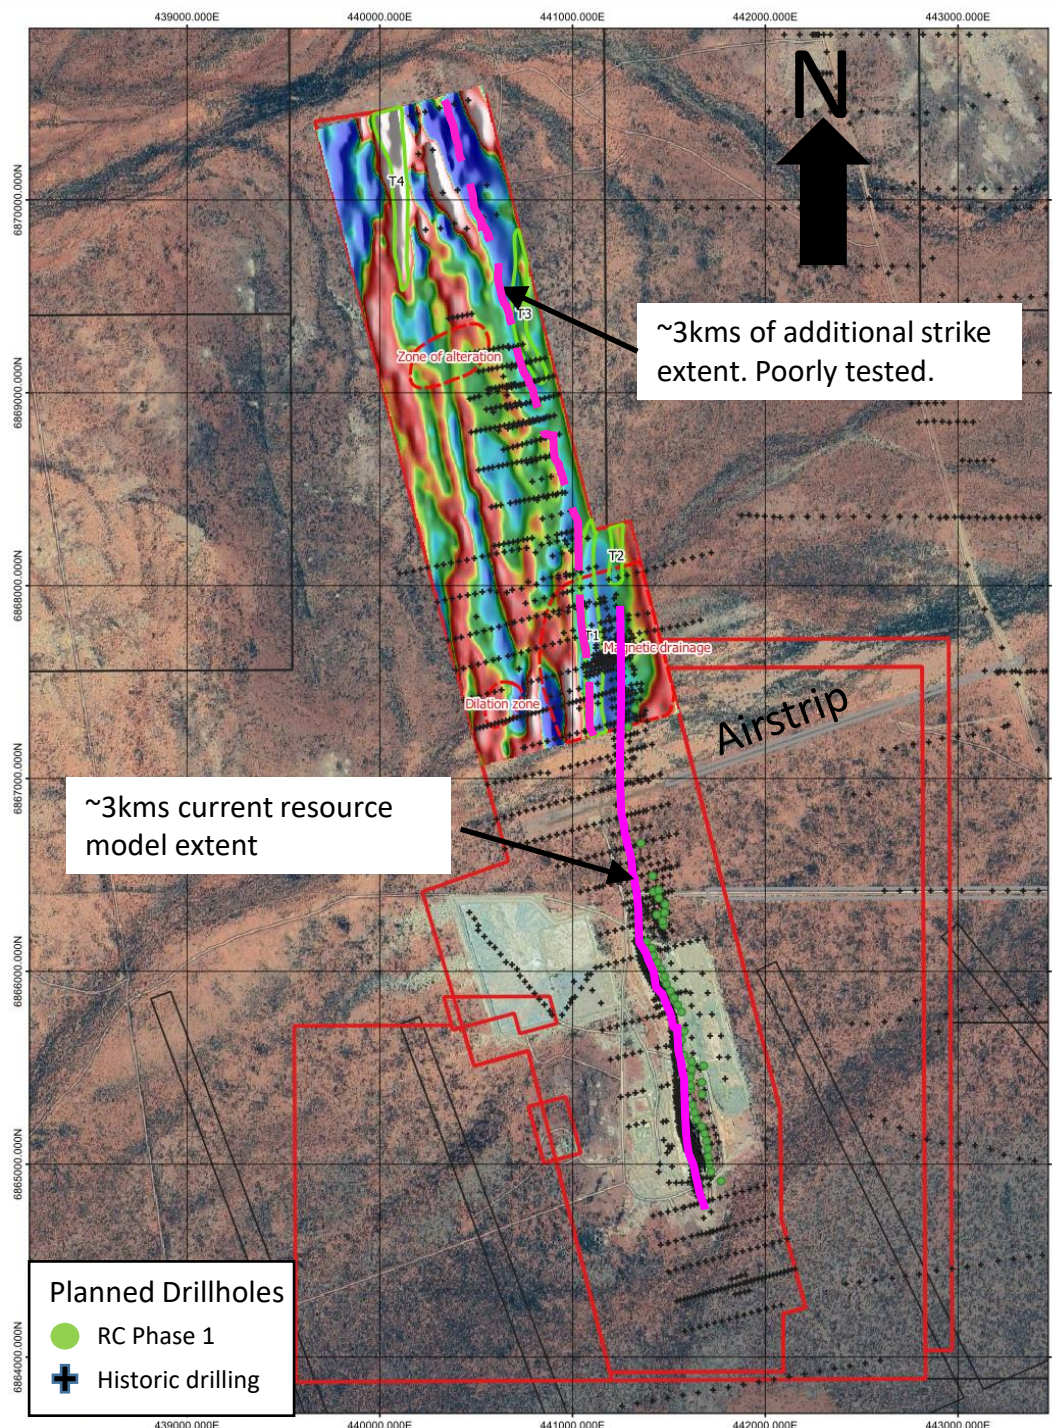 439000.000E 440000.000E 441000.000E 442000.000E 443000.000E
N
6870000.000N
T4
T3
~3kms of additional strike
extent. Poorly tested.
Zone of alteration
6869000.000N
T2
6868000.000N
T1
Magnetic drainage
Dilation zone
Airstrip
6867000.000N
~3kms current resource
model extent
6866000.000N
6865000.000N
Planned Drillholes
RC Phase 1
Historic drilling
6864000.000N
439000.000E 440000.000E 441000.000E 442000.000E 443000.000E